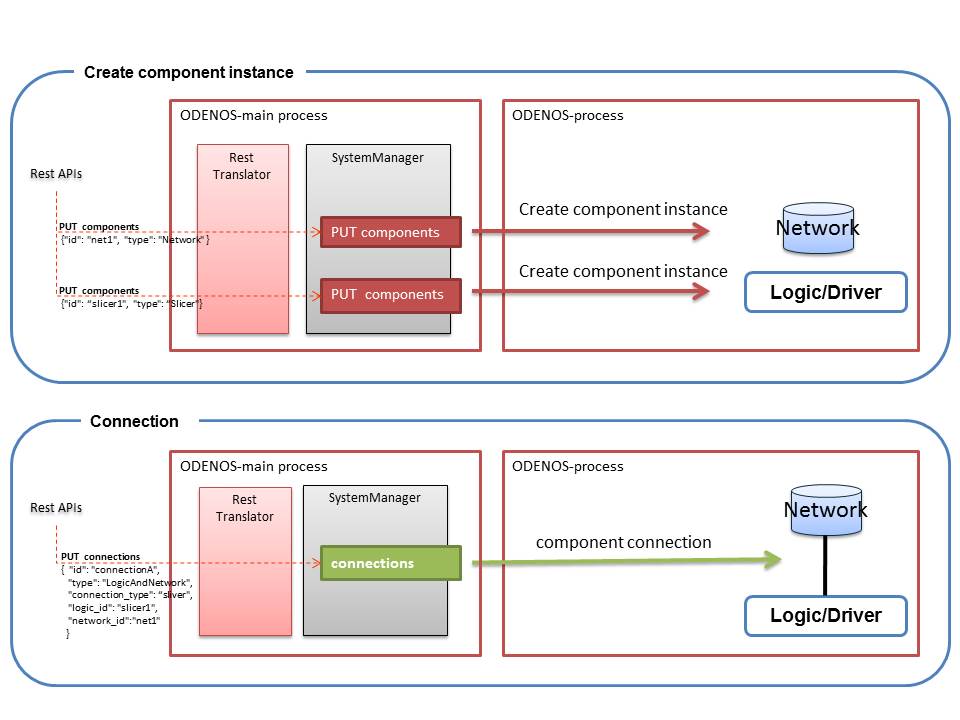 Create component instance
ODENOS-main process
ODENOS-process
Rest
Translator
SystemManager
Rest APIs
PUT components
{"id": "net1", "type": "Network" }
PUT components
Create component instance
Network
PUT components
{"id": “slicer1", "type": “Slicer"}
PUT components
Create component instance
Logic/Driver
Connection
ODENOS-main process
ODENOS-process
Rest
Translator
SystemManager
Rest APIs
PUT connections
{ "id": "connectionA",
"type": "LogicAndNetwork",
"connection_type": “sliver",
"logic_id": "slicer1",
"network_id":"net1"
}
connections
component connection
Network
Logic/Driver